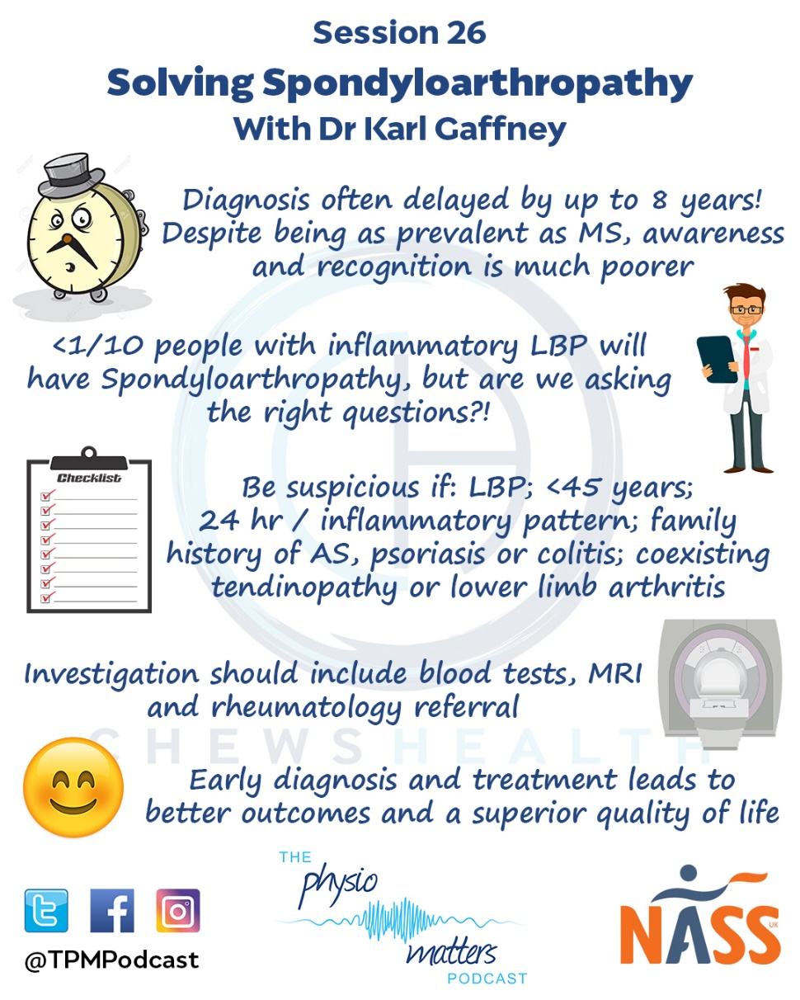 Session 26
Solving Spondyloarthropathy
With Dr Karl Gaffney
Diagnosis often delayed by up to 8 years!
Despite being as prevalent as MS, awareness
and recognition is much poorer
<1/10 people with inflammatory LBP will
have Spondyloarthropathy, but are we asking
the right questions?!
Checklist
Be suspicious if: LBP; <45 years;
24 hr / inflammatory pattern; family
history of AS, psoriasis or colitis; coexisting
tendinopathy or lower limb arthritis
Investigation should include blood tests, MRI
and rheumatology referral
CHEWSHEALTH
Early diagnosis and treatment leads to
better outcomes and a superior quality of life
THE
physio
matters
PODCAST
@TPMPodcast
NASS
UK